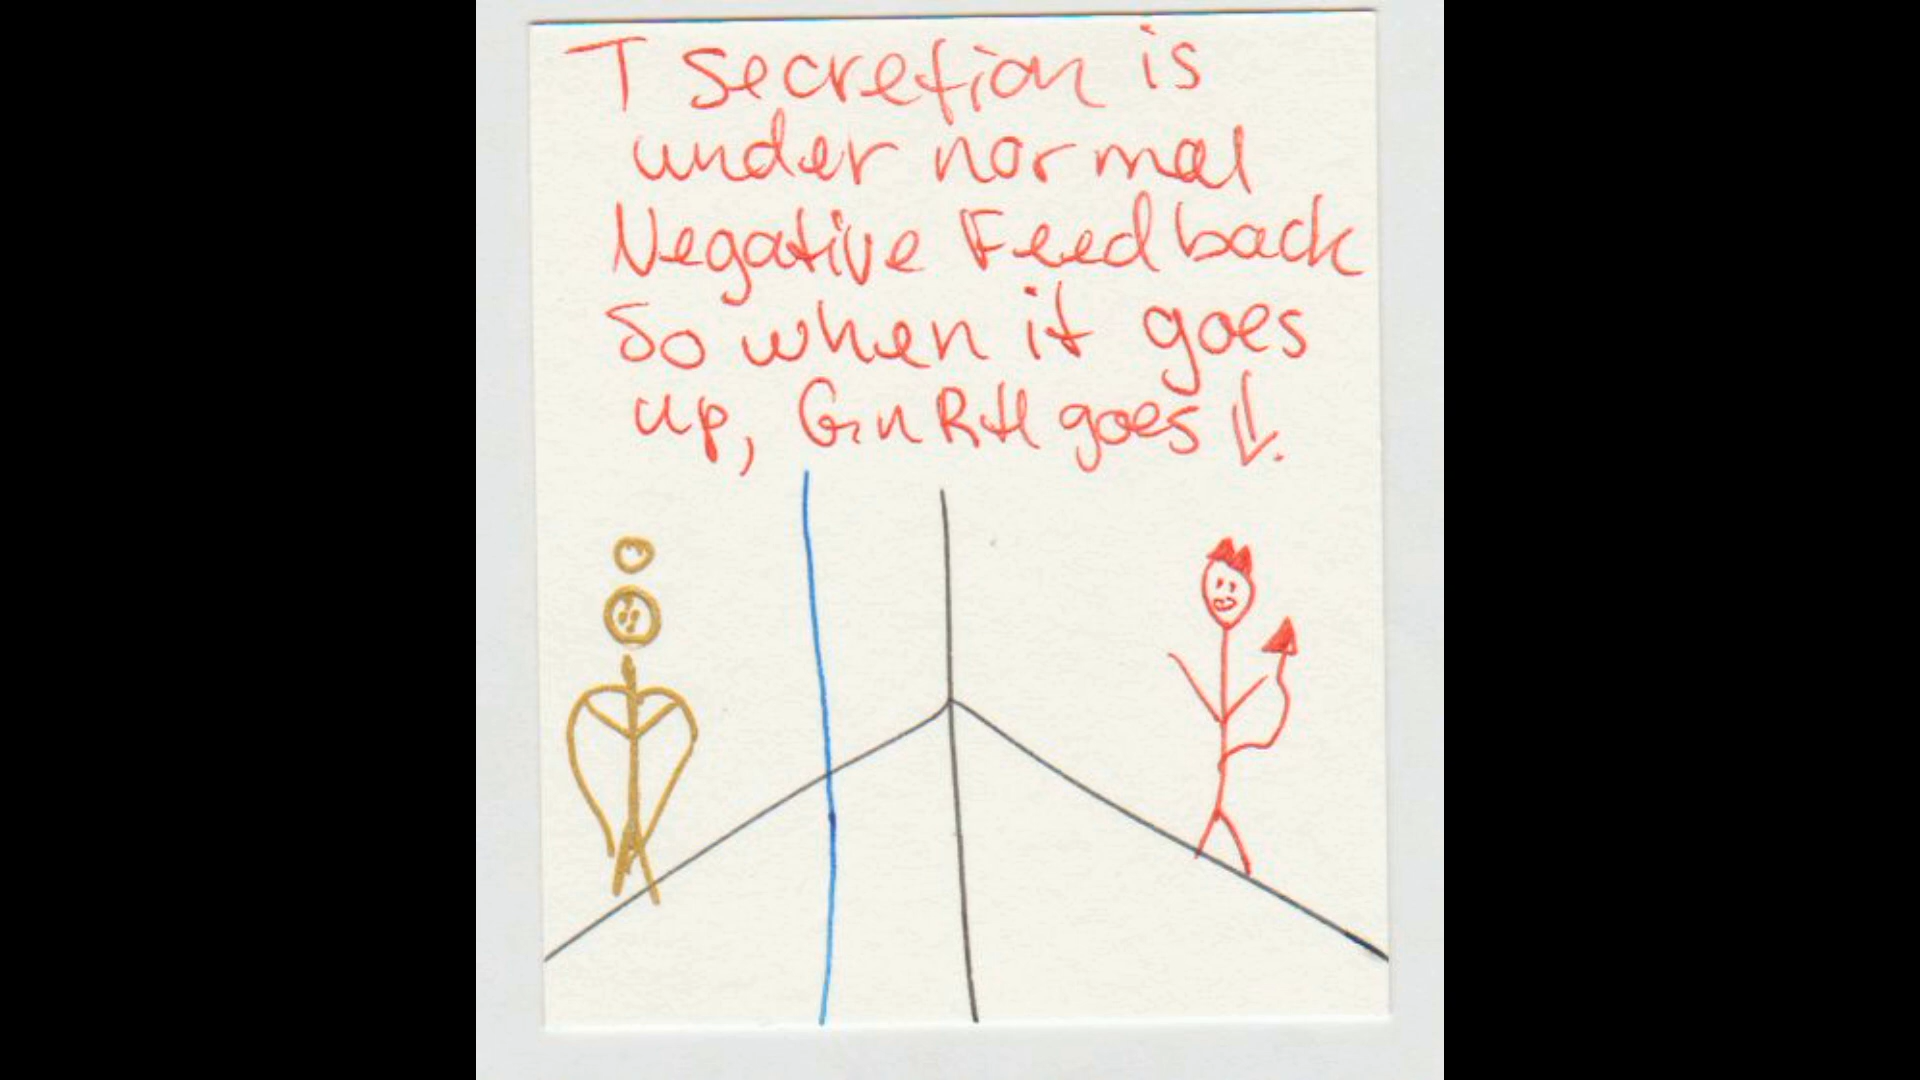 T secretion is
under normal
Negative Feedback
So when it goes
up, GnRH goes ↓.